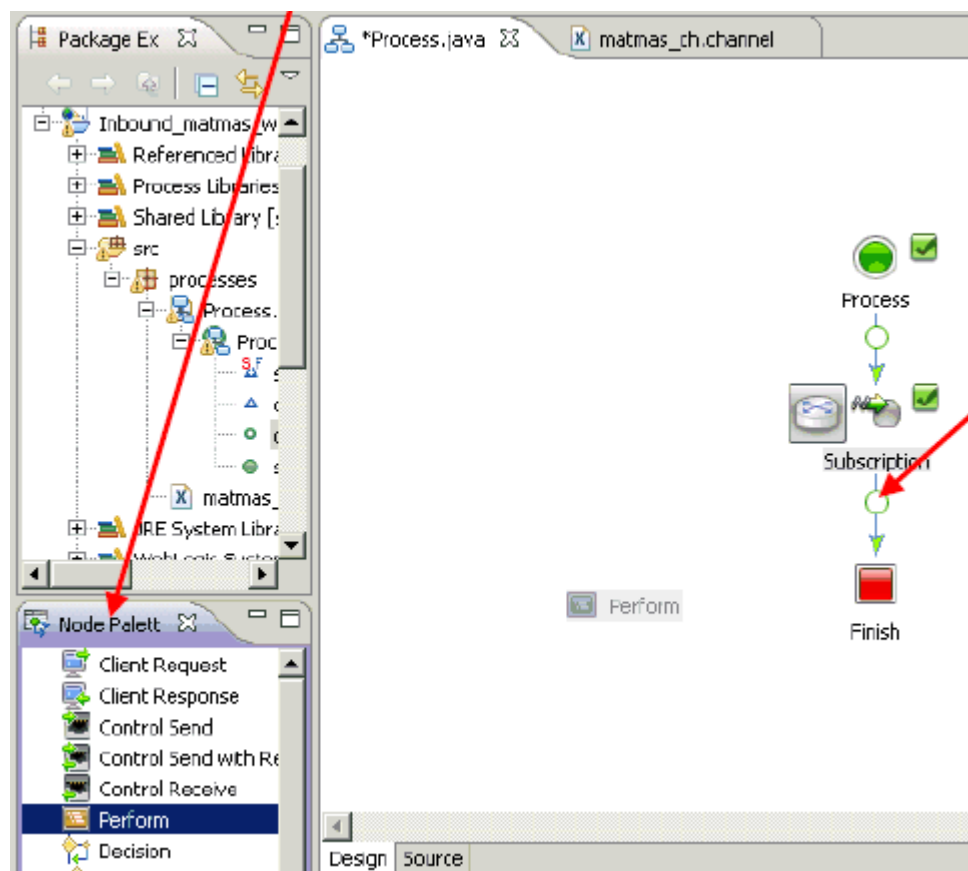 Package Ex
Inbound_matmas_w
Referenced Libra
Process Libraries
Shared Library [s
src
processes
Process.
Proc
matmas_
JRE System Libra
WebLogic System
Node Palett
Client Request
Client Response
Control Send
Control Send with Re
Control Receive
Perform
Decision
*Process.java
matmas_ch.channel
Process
Subscription
Perform
Finish
Design Source